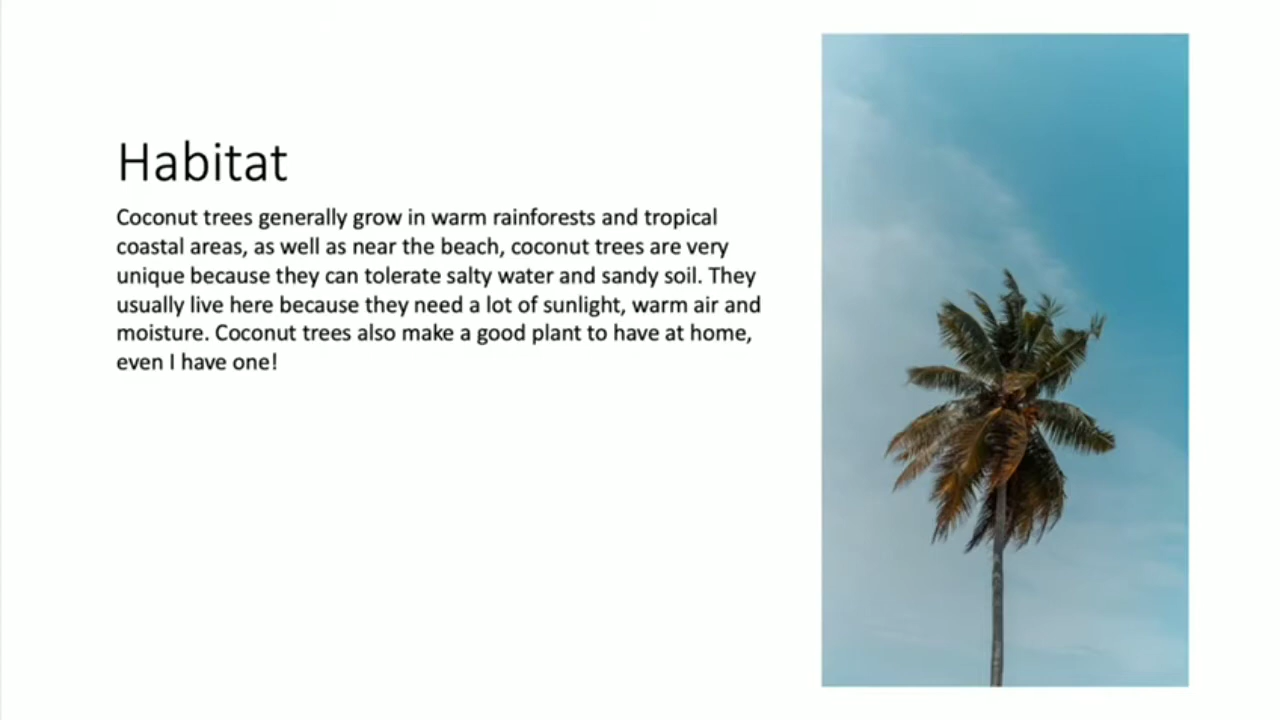 Habitat
Coconut trees generally grow in warm rainforests and tropical
coastal areas, as well as near the beach, coconut trees are very
unique because they can tolerate salty water and sandy soil. They
usually live here because they need a lot of sunlight, warm air and
moisture. Coconut trees also make a good plant to have at home,
even I have one!